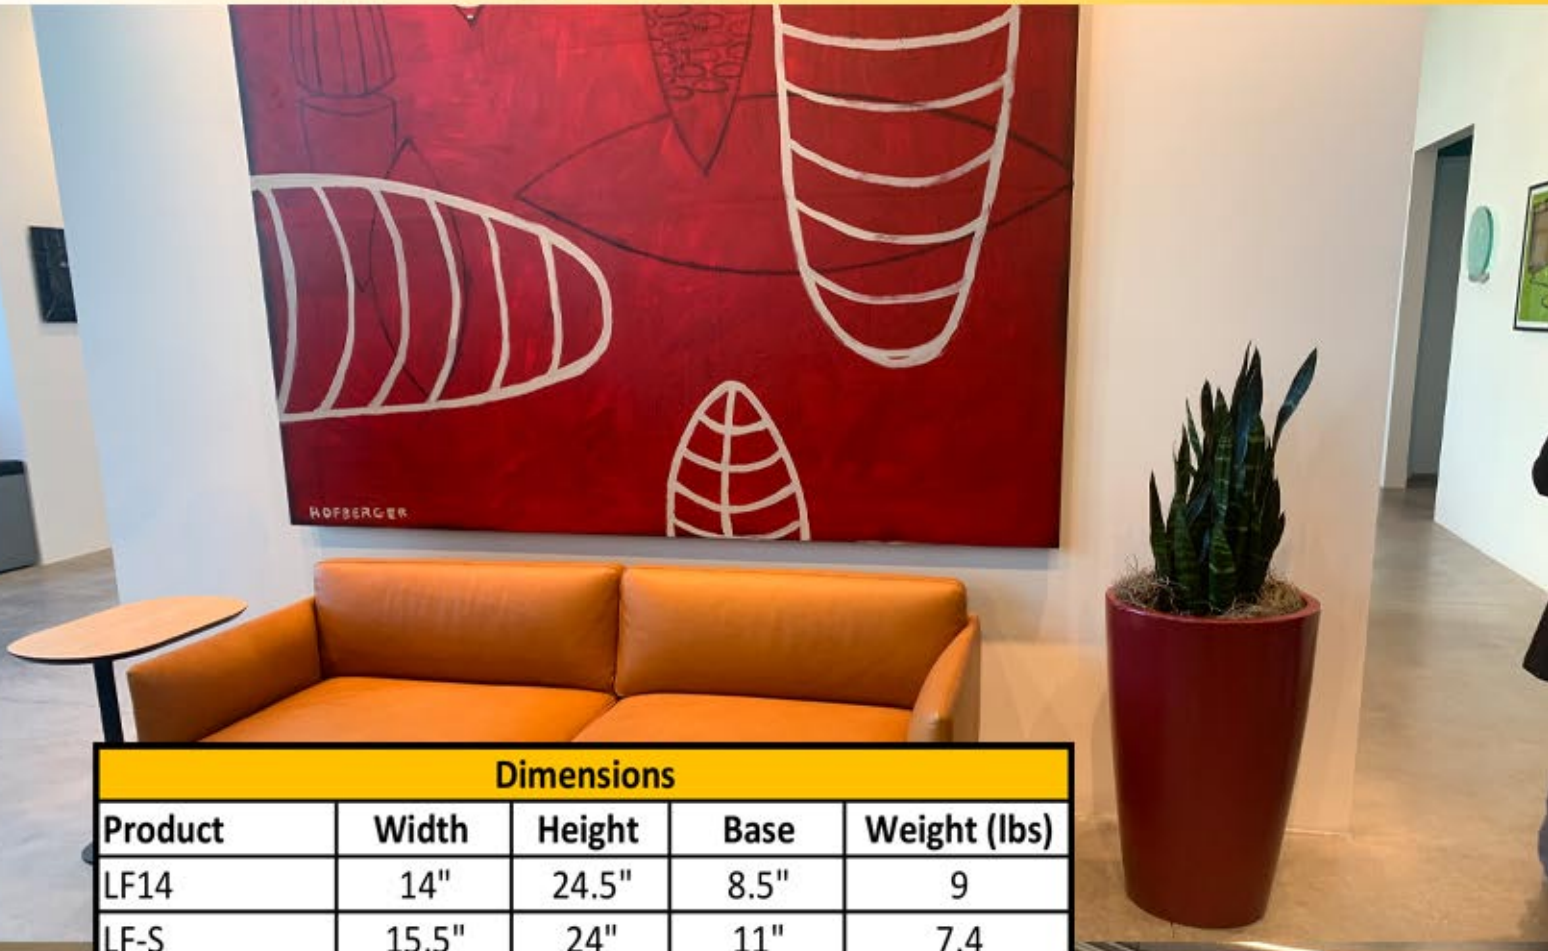 HOFBERGER
Dimensions
Product Width Height Base Weight (lbs)
LF14 14" 24.5" 8.5" 9
LF-S 15.5" 24" 11" 7.4